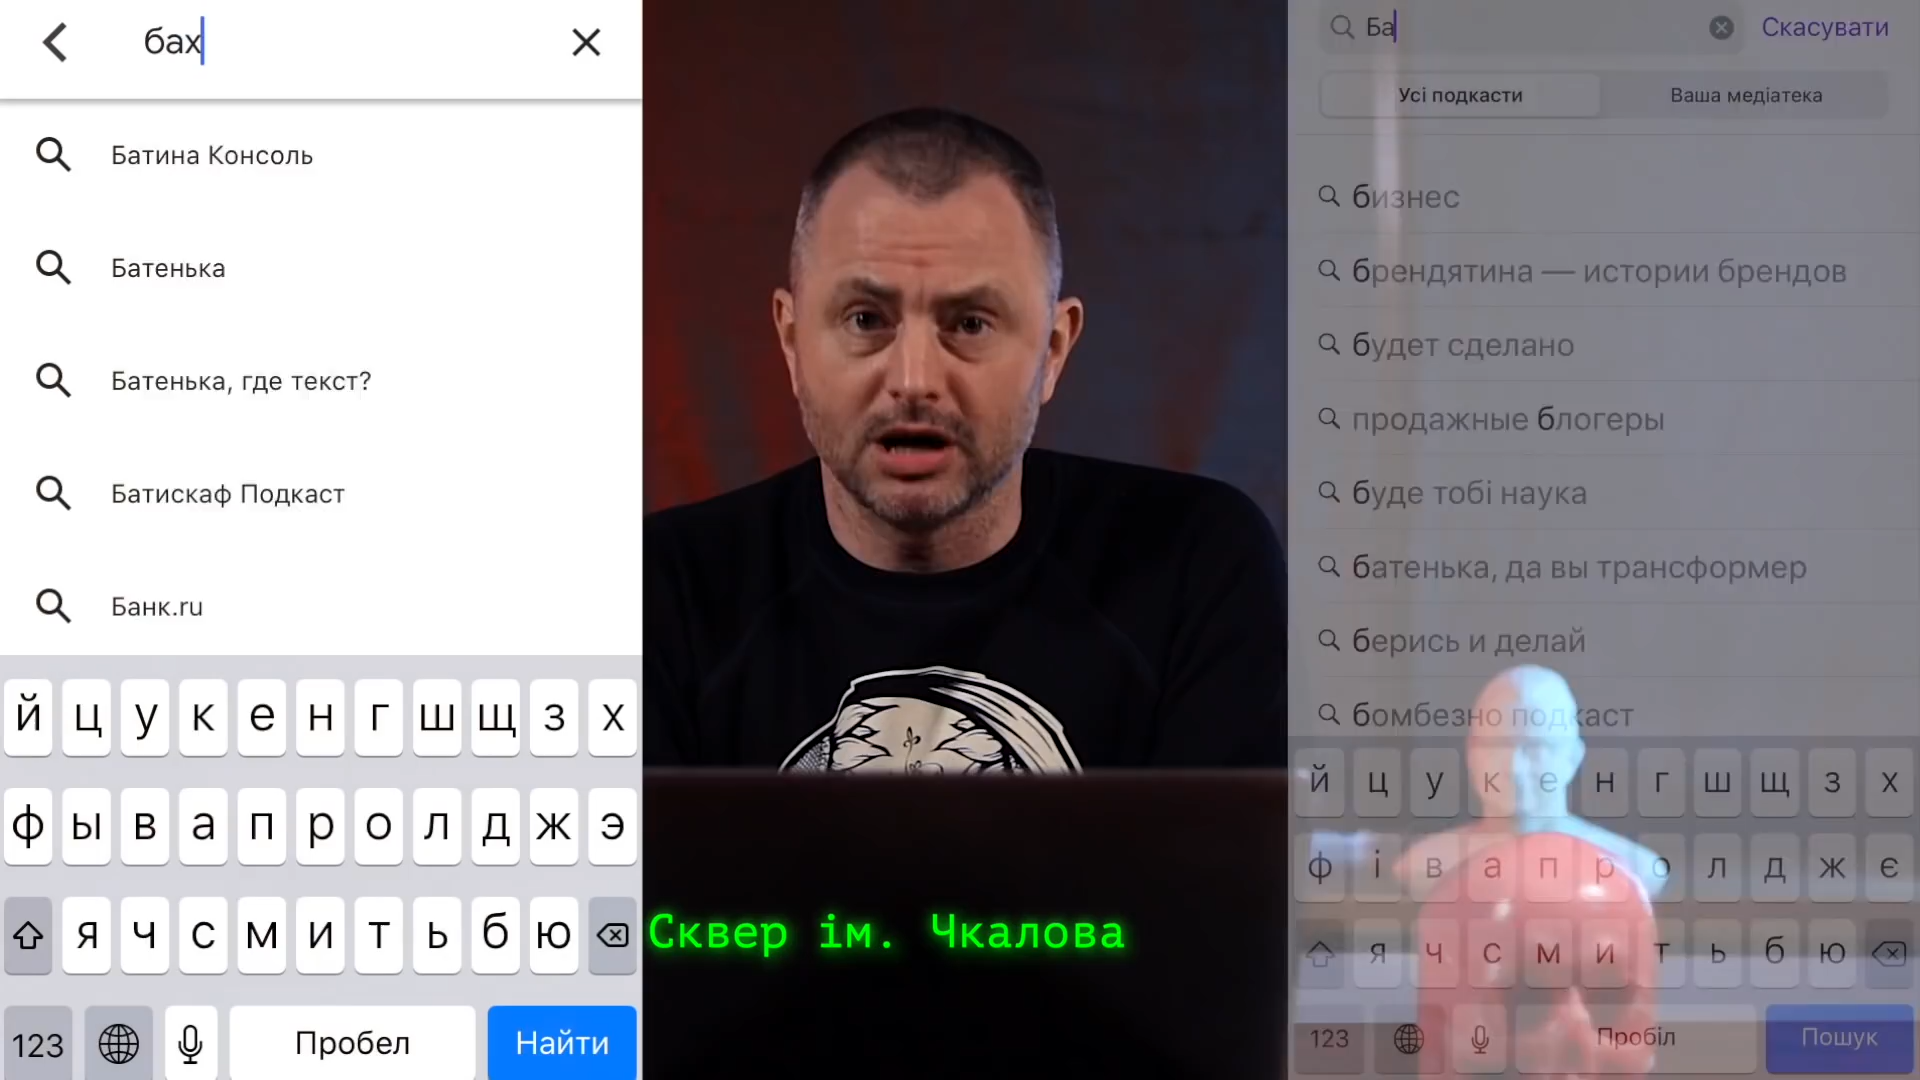 бах
Батина Консоль
Батенька
Батенька, где текст?
Батискаф Подкаст
Банк.ru
й ц у к е н г ш щ з х
ф ы в а п р о л д ж э
я ч с м и т ь б ю
123
Пробел
Найти
Сквер ім. Чкалова
Ба
Скасувати
Усі подкасти
Ваша медіатека
бизнес
брендятина — истории брендов
будет сделано
продажные блогеры
буде тобі наука
батенька, да вы трансформер
берись и делай
бомбезно подкаст
й ц у к е н г ш щ з х
ф і в а п р о л д ж є
я ч с м и т ь б ю
123
Пробіл
Пошук